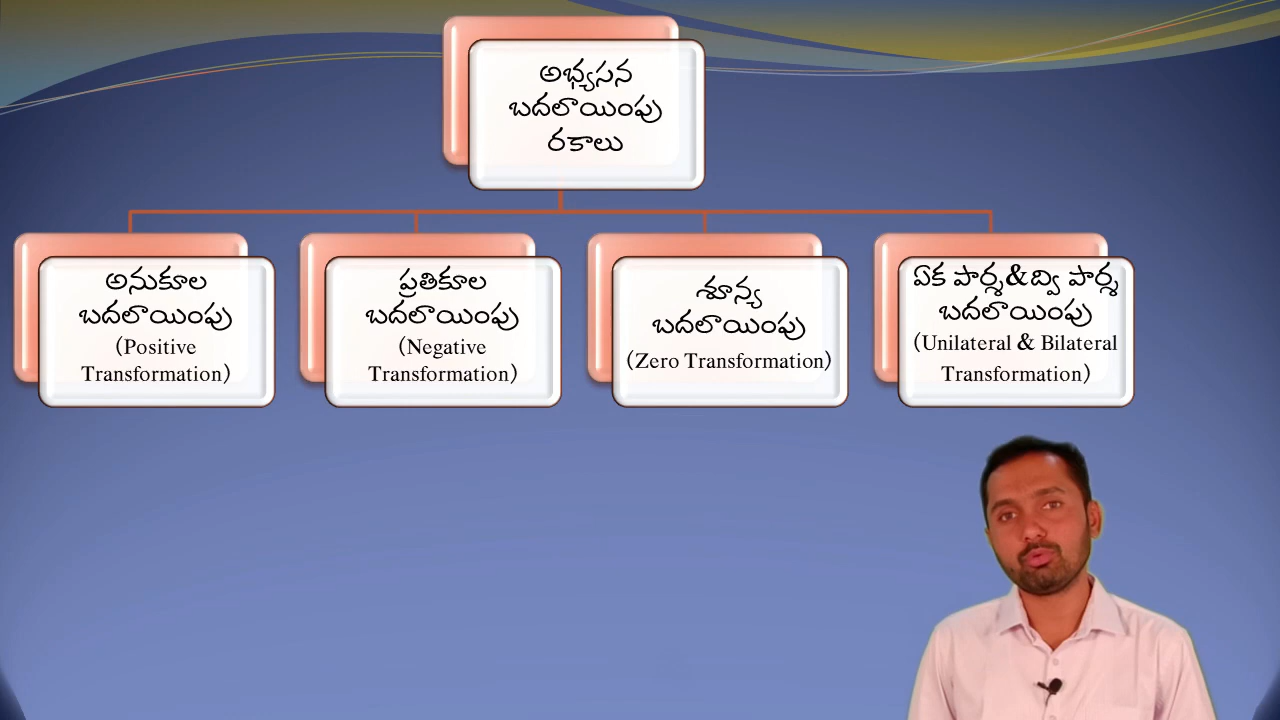 అభ్యసన
బదలాయింపు
రకాలు
అనుకూల
బదలాయింపు
(Positive
Transformation)
ప్రతికూల
బదలాయింపు
(Negative
Transformation)
శూన్య
బదలాయింపు
(Zero Transformation)
ఏక పార్శ్వ&ద్వి పార్శ్వ
బదలాయింపు
(Unilateral & Bilateral
Transformation)